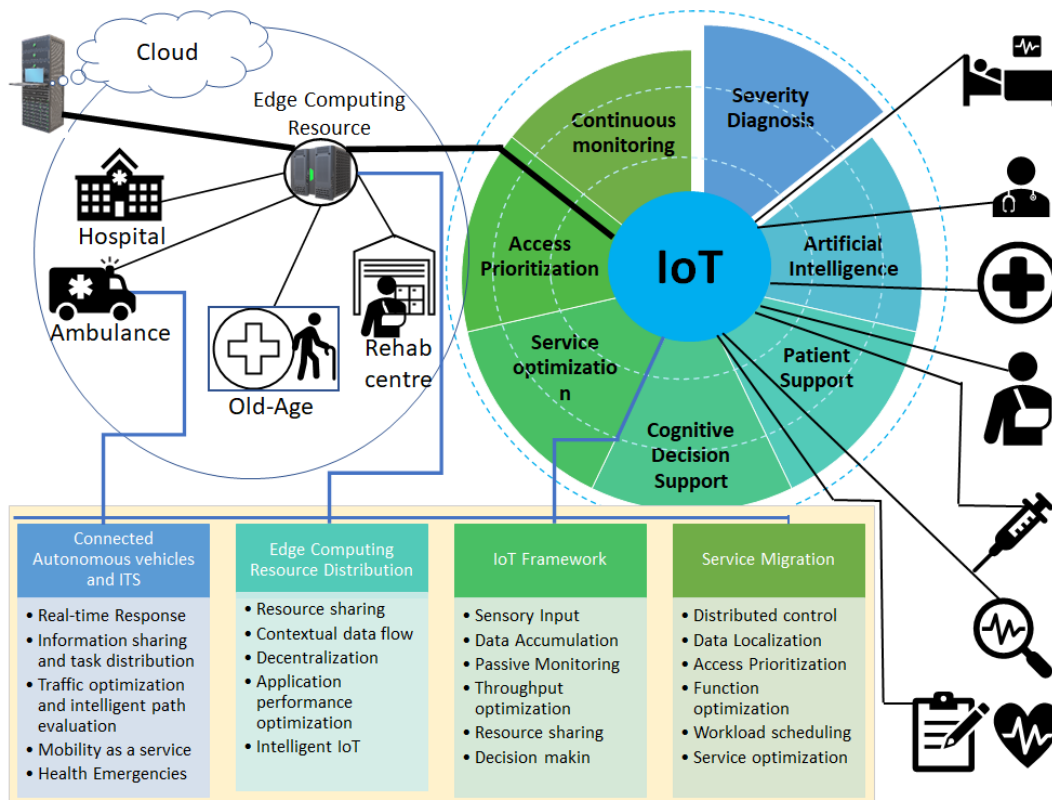 Cloud
Edge Computing
Resource
Hospital
Ambulance
Old-Age
Rehab
centre
Continuous
monitoring
Severity
Diagnosis
Access
Prioritization
IoT
Artificial
Intelligence
Service
optimizatio
n
Patient
Support
Cognitive
Decision
Support
Connected
Autonomous vehicles
and ITS
• Real-time Response
• Information sharing
and task distribution
• Traffic optimization
and intelligent path
evaluation
• Mobility as a service
• Health Emergencies
Edge Computing
Resource Distribution
• Resource sharing
• Contextual data flow
• Decentralization
• Application
performance
optimization
• Intelligent IoT
IoT Framework
• Sensory Input
• Data Accumulation
• Passive Monitoring
• Throughput
optimization
• Resource sharing
• Decision makin
Service Migration
• Distributed control
• Data Localization
• Access Prioritization
• Function
optimization
• Workload scheduling
• Service optimization